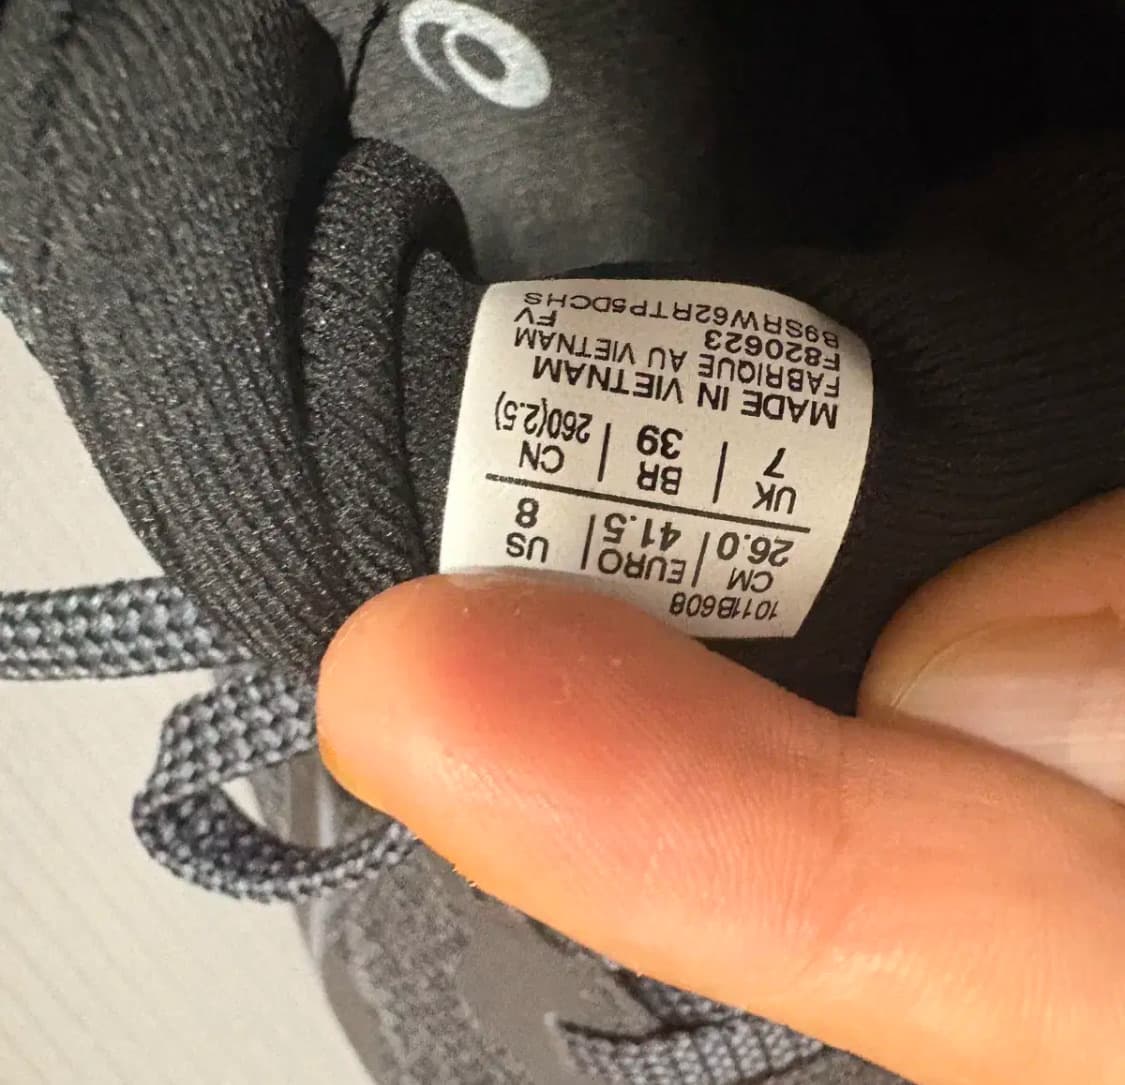 1011B608
CM | EURO | US
26.0 | 41.5 | 8
UK | BR | CN
7 | 39 | 260(2.5)
MADE IN VIETNAM
FABRIQUE AU VIETNAM
F820623 FV
B9SRW62RTP5DCHS